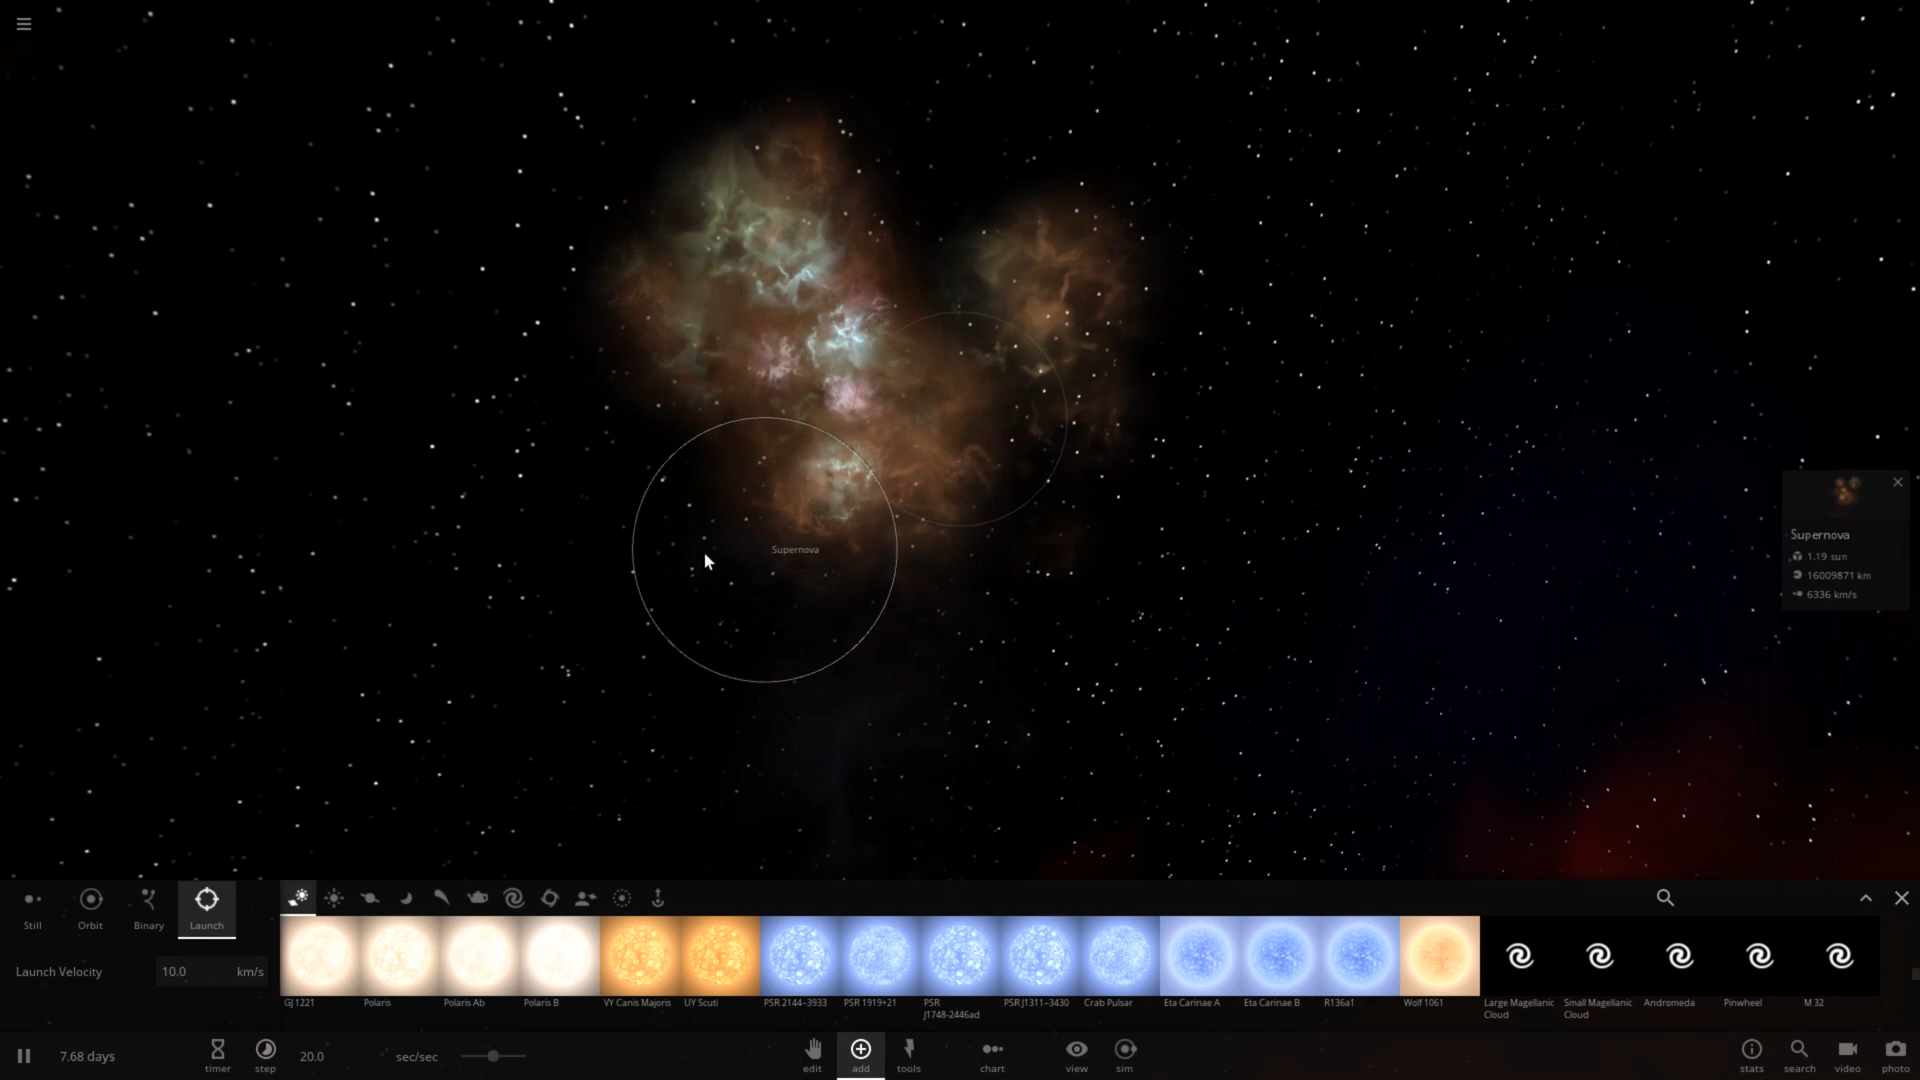 Supernova
Supernova
1.19 sun
16009871 km
6336 km/s
Still
Orbit
Binary
Launch
Launch Velocity
10.0
km/s
GJ 1221
Polaris
Polaris Ab
Polaris B
VY Canis Majoris
UY Scuti
PSR 2144−3933
PSR 1919+21
PSR
J1748-2446ad
PSR J1311−3430
Crab Pulsar
Eta Carinae A
Eta Carinae B
R136a1
Wolf 1061
Large Magellanic
Cloud
Small Magellanic
Cloud
Andromeda
Pinwheel
M 32
7.68 days
timer
step
20.0
sec/sec
edit
add
tools
chart
view
sim
stats
search
video
photo